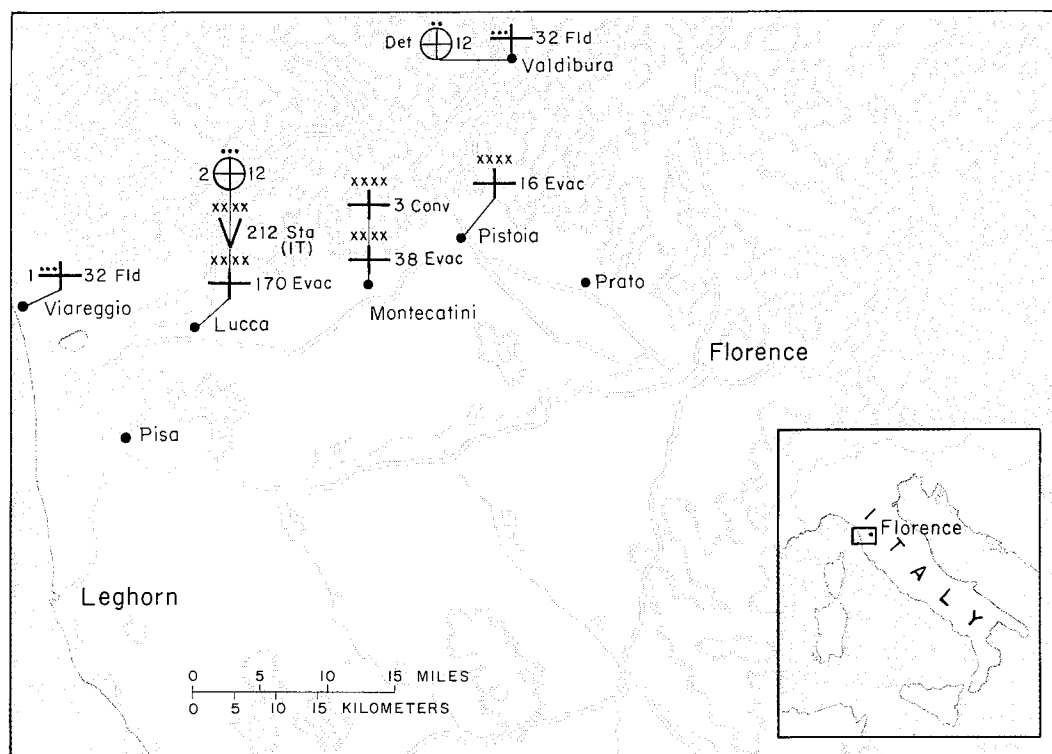 Det 12 32 Fld
Valdibura
xxxx
16 Evac
2 12
xxxx
3 Conv
xxxx
212 Sta
(IT)
Pistoia
xxxx
38 Evac
xxxx
170 Evac
1 32 Fld
Prato
Viareggio
Lucca
Montecatini
Florence
Pisa
Florence
ITALY
Leghorn
0 5 10 15 MILES
0 5 10 15 KILOMETERS